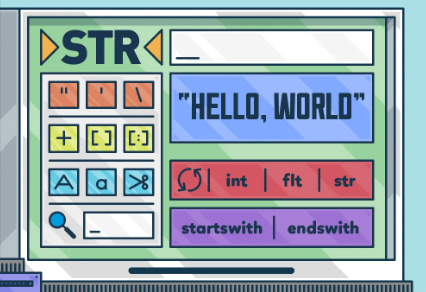 STR
_
" ' \
"HELLO, WORLD"
+ [ ] [:]
A a
int flt str
_
startswith endswith